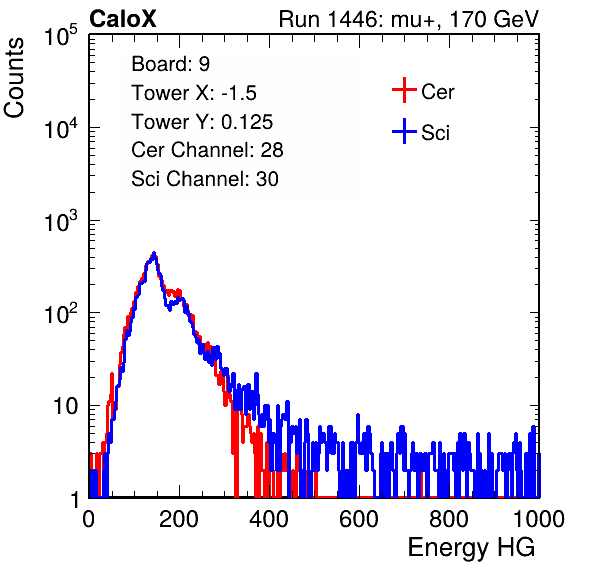 CaloX Run 1446: mu+, 170 GeV
Counts
Board: 9
Tower X: -1.5
Tower Y: 0.125
Cer Channel: 28
Sci Channel: 30
Cer
Sci
10^5
10^4
10^3
10^2
10
1
0 200 400 600 800 1000
Energy HG